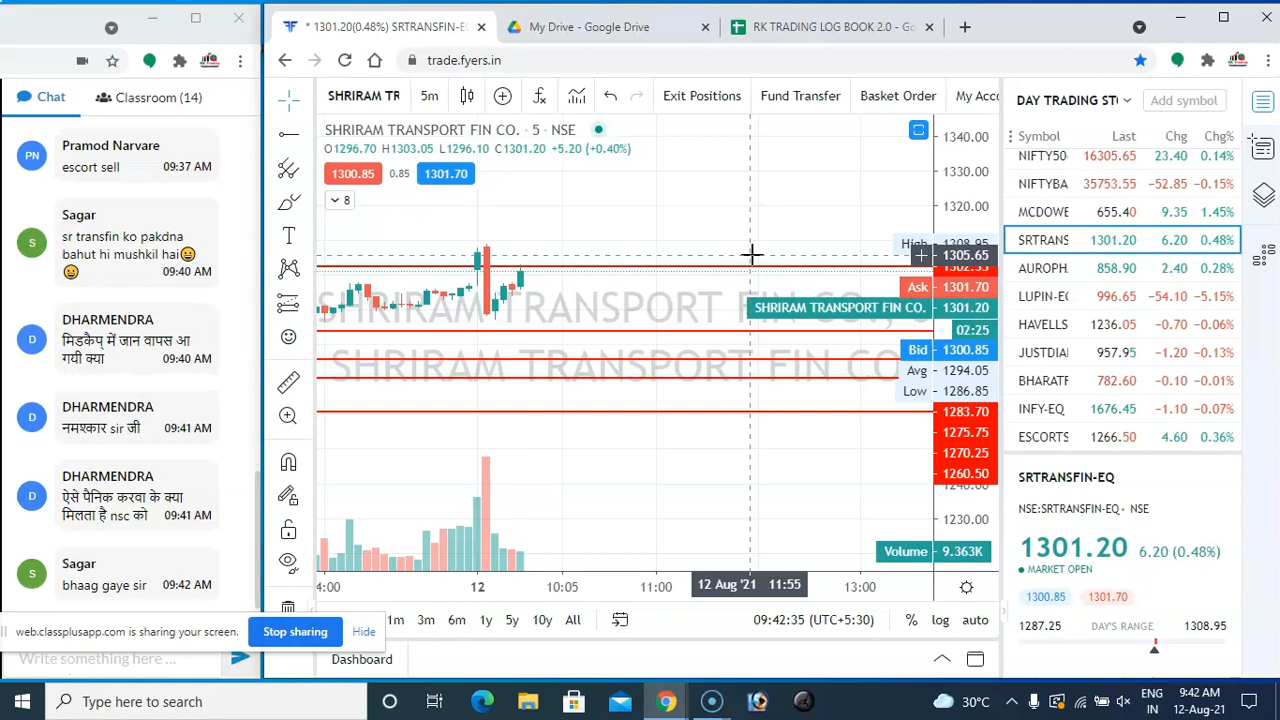 * 1301.20(0.48%) SRTRANSFIN-E
My Drive - Google Drive
RK TRADING LOG BOOK 2.0 - Go
trade.fyers.in
Chat
Classroom (14)
SHRIRAM TR
5m
Exit Positions
Fund Transfer
Basket Order
My Acc
DAY TRADING ST
Add symbol
PN
Pramod Narvare
escort sell
09:37 AM
S
Sagar
sr transfin ko pakdna
bahut hi mushkil hai😀
😀
09:40 AM
D
DHARMENDRA
मिडकैप में जान वापस आ
गयी क्या
09:40 AM
D
DHARMENDRA
नमश्कार sir जी
09:41 AM
D
DHARMENDRA
ऐसे पैनिक करवा के क्या
मिलता है nsc को
09:41 AM
S
Sagar
bhaag gaye sir
09:42 AM
web.classplusapp.com is sharing your screen.
Stop sharing
Hide
Write something here ...
SHRIRAM TRANSPORT FIN CO. · 5 · NSE
O1296.70 H1303.05 L1296.10 C1301.20 +5.20 (+0.40%)
1300.85
0.85
1301.70
8
SHRIRAM TRANSPORT FIN CO., 5
SHRIRAM TRANSPORT FIN CO
1340.00
1330.00
1320.00
High
1308.95
1305.65
Ask
1301.70
SHRIRAM TRANSPORT FIN CO.
1301.20
02:25
Bid
1300.85
Avg
1294.05
Low
1286.85
1283.70
1275.75
1270.25
1260.50
1240.00
1230.00
Volume
9.363K
4:00
12
10:05
11:00
12 Aug '21 11:55
13:00
1m
3m
6m
1y
5y
10y
All
09:42:35 (UTC+5:30)
%
log
auto
Dashboard
Symbol
Last
Chg
Chg%
NIFTY50
16305.65
23.40
0.14%
NIFTYBA
35753.55
-52.85
-0.15%
MCDOWE
655.40
9.35
1.45%
SRTRANS
1301.20
6.20
0.48%
AUROPH
858.90
2.40
0.28%
LUPIN-EC
996.65
-54.10
-5.15%
HAVELLS
1236.05
-0.70
-0.06%
JUSTDIA
957.95
-1.20
-0.13%
BHARATF
782.60
-0.10
-0.01%
INFY-EQ
1676.45
-1.10
-0.07%
ESCORTS
1266.50
4.60
0.36%
SRTRANSFIN-EQ
NSE:SRTRANSFIN-EQ · NSE
1301.20
6.20 (0.48%)
MARKET OPEN
1300.85
1301.70
1287.25
DAY'S RANGE
1308.95
Type here to search
30°C
ENG
IN
9:42 AM
12-Aug-21